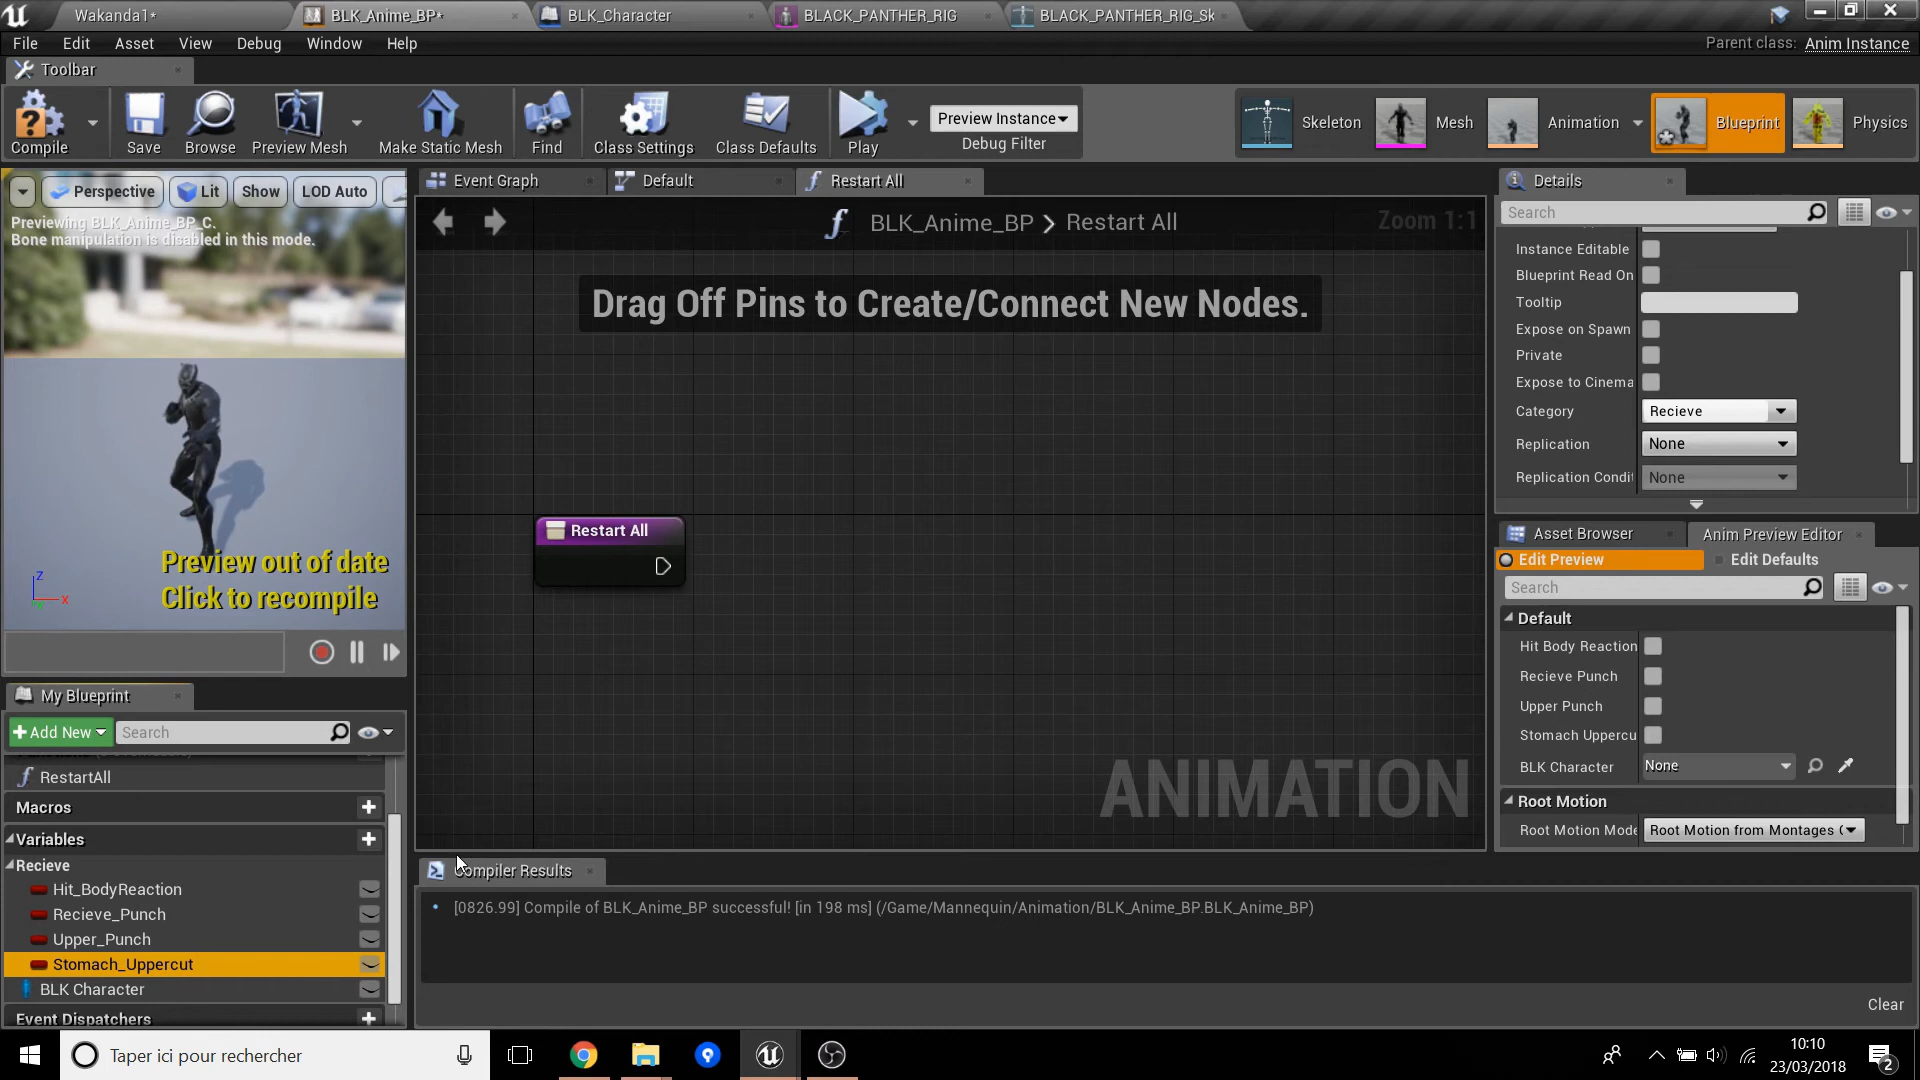 Wakanda1*
BLK_Anime_BP*
BLK_Character
BLACK_PANTHER_RIG
BLACK_PANTHER_RIG_Sk
File Edit Asset View Debug Window Help
Parent class: Anim Instance
Toolbar
Compile
Save
Browse
Preview Mesh
Make Static Mesh
Find
Class Settings
Class Defaults
Play
Preview Instance
Debug Filter
Skeleton
Mesh
Animation
Blueprint
Physics
Perspective
Lit
Show
LOD Auto
Previewing BLK_Anime_BP_C.
Bone manipulation is disabled in this mode.
Preview out of date
Click to recompile
Z
X
Event Graph
Default
Restart All
BLK_Anime_BP > Restart All
Zoom 1:1
Drag Off Pins to Create/Connect New Nodes.
Restart All
ANIMATION
Details
Search
Instance Editable
Blueprint Read On
Tooltip
Expose on Spawn
Private
Expose to Cinema
Category Recieve
Replication None
Replication Condit None
Asset Browser
Anim Preview Editor
Edit Preview
Edit Defaults
Search
Default
Hit Body Reaction
Recieve Punch
Upper Punch
Stomach Uppercu
BLK Character None
Root Motion
Root Motion Mode Root Motion from Montages (
My Blueprint
+ Add New
Search
RestartAll
Macros
Variables
Recieve
Hit_BodyReaction
Recieve_Punch
Upper_Punch
Stomach_Uppercut
BLK Character
Event Dispatchers
Compiler Results
[0826.99] Compile of BLK_Anime_BP successful! [in 198 ms] (/Game/Mannequin/Animation/BLK_Anime_BP.BLK_Anime_BP)
Clear
Taper ici pour rechercher
10:10
23/03/2018
2